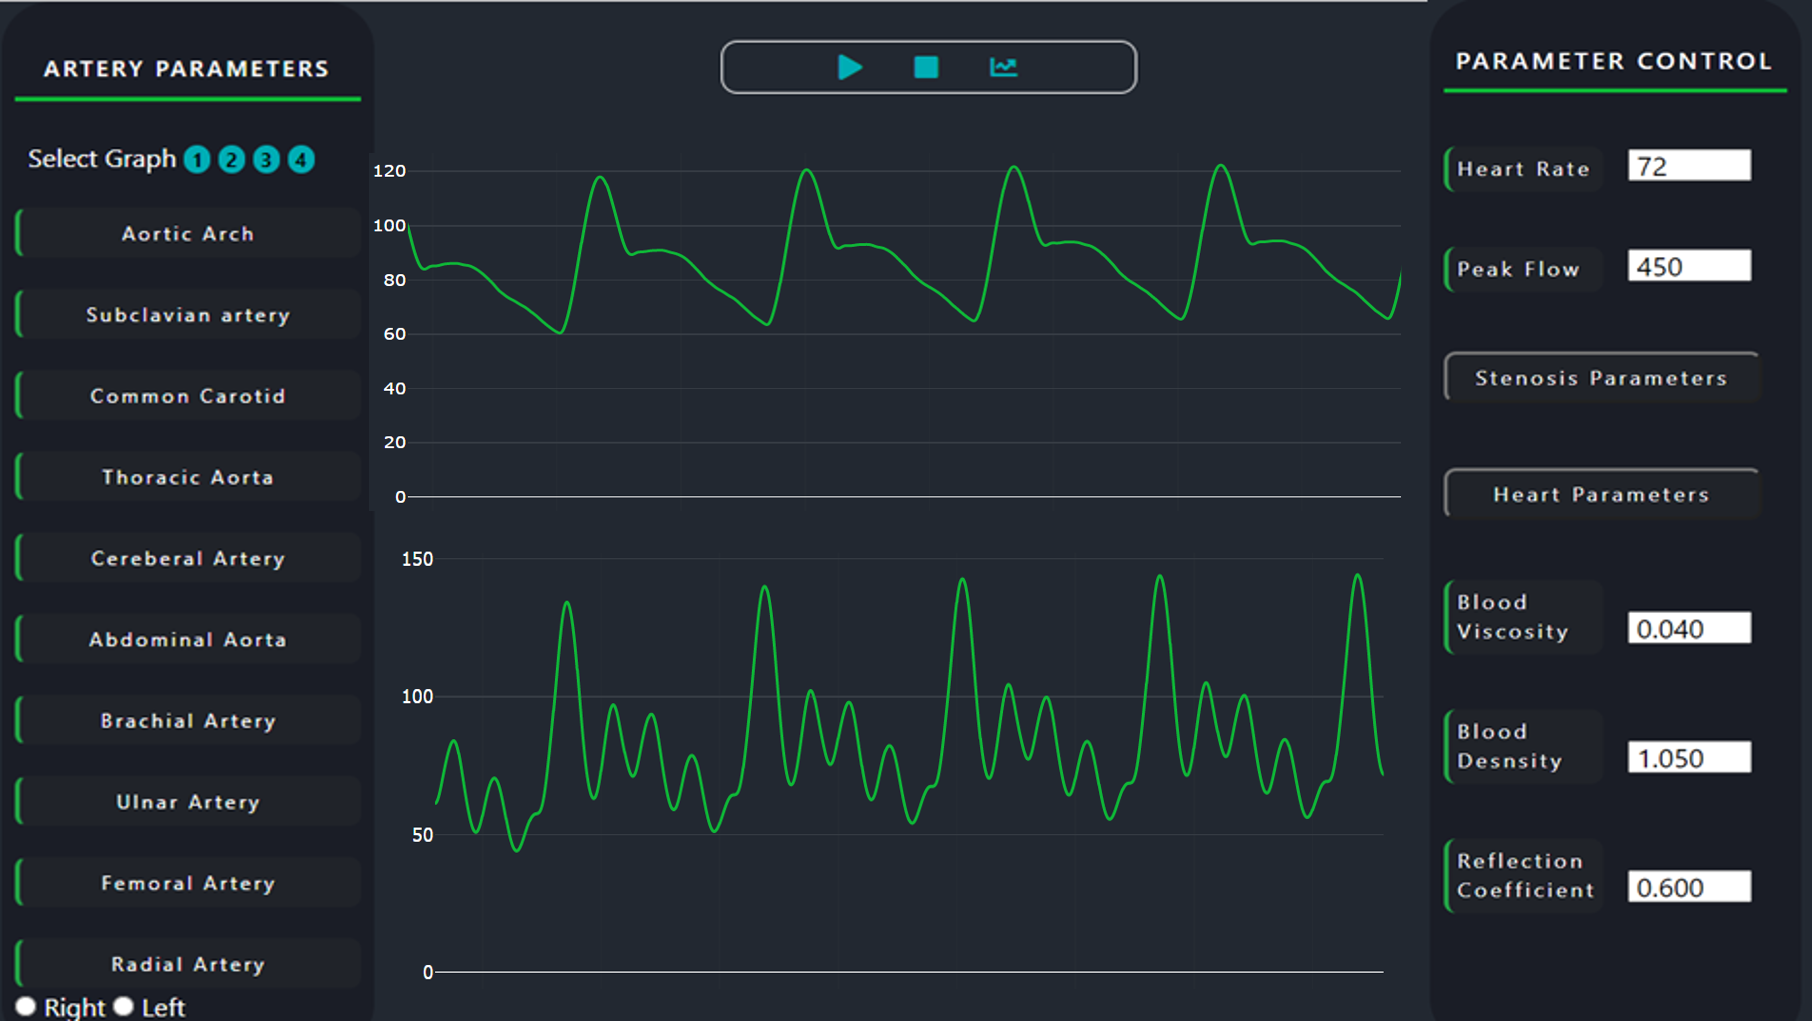 ARTERY PARAMETERS
Select Graph 1 2 3 4
Aortic Arch
Subclavian artery
Common Carotid
Thoracic Aorta
Cereberal Artery
Abdominal Aorta
Brachial Artery
Ulnar Artery
Femoral Artery
Radial Artery
Right Left
120
100
80
60
40
20
0
150
100
50
0
PARAMETER CONTROL
Heart Rate 72
Peak Flow 450
Stenosis Parameters
Heart Parameters
Blood
Viscosity 0.040
Blood
Desnsity 1.050
Reflection
Coefficient 0.600